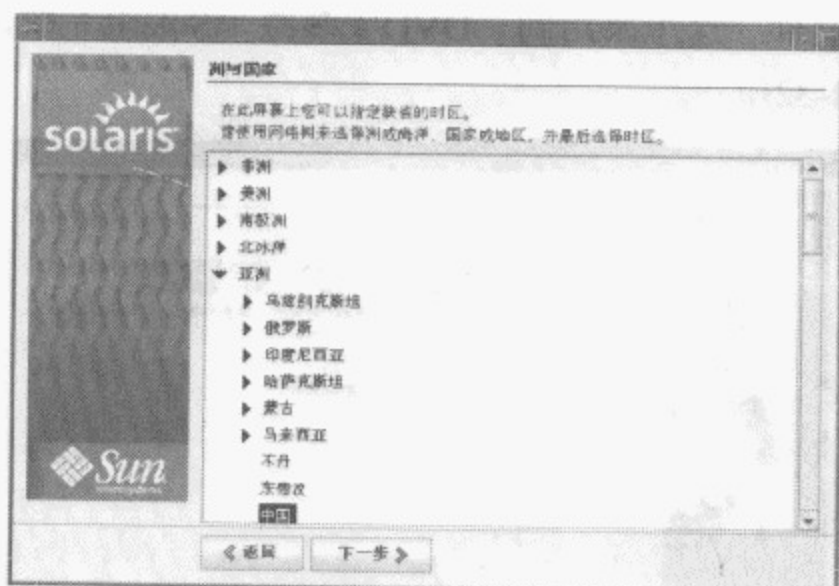 洲与国家
在此屏幕上您可以指定缺省的时区。
请使用网格树来选择洲或海洋、国家或地区，并最后选择时区。
solaris
非洲
美洲
南极洲
北冰洋
亚洲
乌兹别克斯坦
俄罗斯
印度尼西亚
哈萨克斯坦
蒙古
马来西亚
不丹
东帝汶
中国
Sun
microsystems
返回
下一步